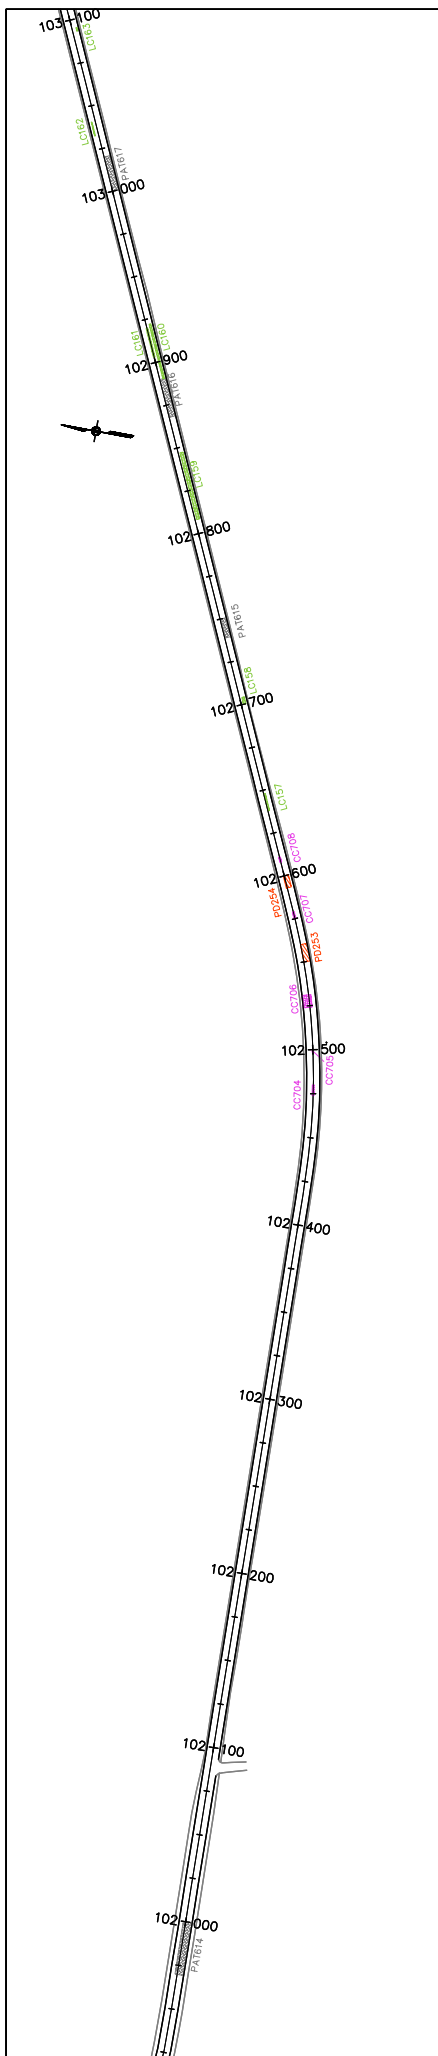 103 100
LC163
LC162
PAT617
103 000
LC161
LC160
102 900
PAT616
LC159
102 800
PAT615
LC158
102 700
LC157
CC708
102 600
PD254
CC707
PD253
CC706
102 500
CC705
CC704
102 400
102 300
102 200
102 100
102 000
PAT614